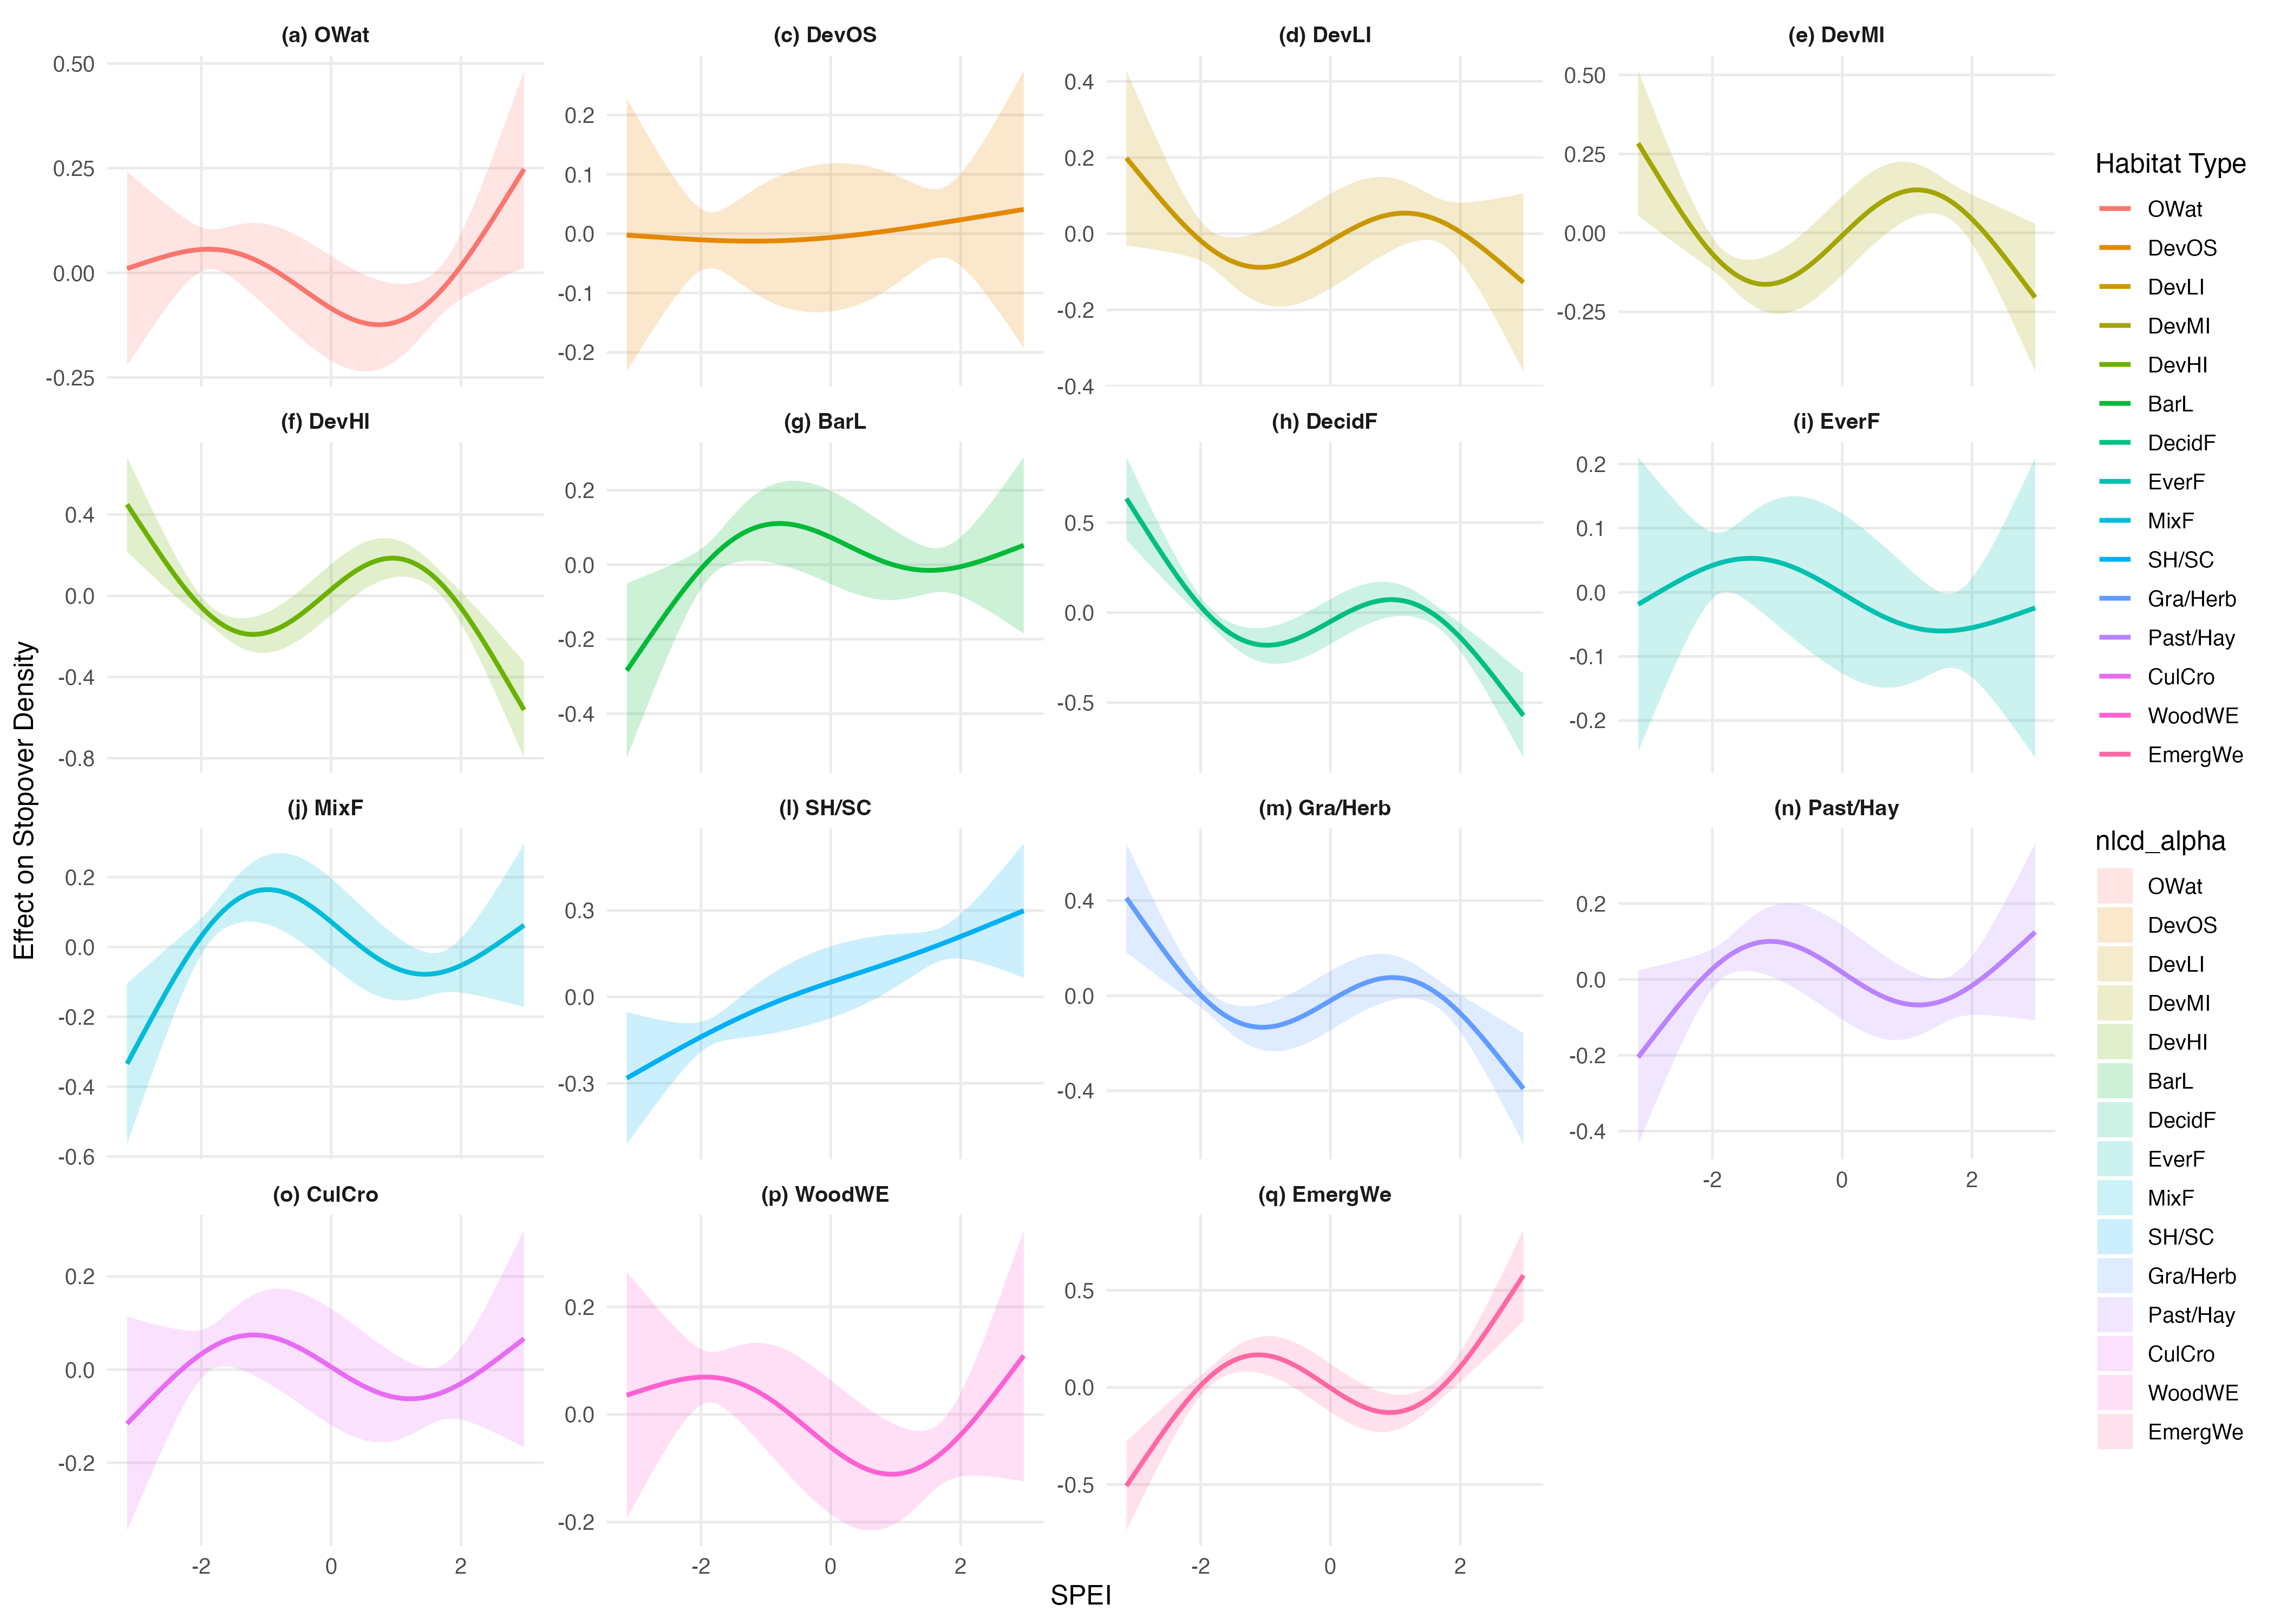 (a) OWat
(c) DevOS
(d) DevLI
(e) DevMI
0.50
0.25
0.00
-0.25
0.2
0.1
0.0
-0.1
-0.2
0.4
0.2
0.0
-0.2
-0.4
0.50
0.25
0.00
-0.25
(f) DevHI
(g) BarL
(h) DecidF
(i) EverF
0.4
0.0
-0.4
-0.8
0.2
0.0
-0.2
-0.4
0.5
0.0
-0.5
0.2
0.1
0.0
-0.1
-0.2
(j) MixF
(l) SH/SC
(m) Gra/Herb
(n) Past/Hay
0.2
0.0
-0.2
-0.4
-0.6
0.3
0.0
-0.3
0.4
0.0
-0.4
0.2
0.0
-0.2
-0.4
-2 0 2
(o) CulCro
(p) WoodWE
(q) EmergWe
0.2
0.0
-0.2
0.2
0.0
-0.2
0.5
0.0
-0.5
-2 0 2
-2 0 2
-2 0 2
SPEI
Effect on Stopover Density
Habitat Type
OWat
DevOS
DevLI
DevMI
DevHI
BarL
DecidF
EverF
MixF
SH/SC
Gra/Herb
Past/Hay
CulCro
WoodWE
EmergWe
nlcd_alpha
OWat
DevOS
DevLI
DevMI
DevHI
BarL
DecidF
EverF
MixF
SH/SC
Gra/Herb
Past/Hay
CulCro
WoodWE
EmergWe